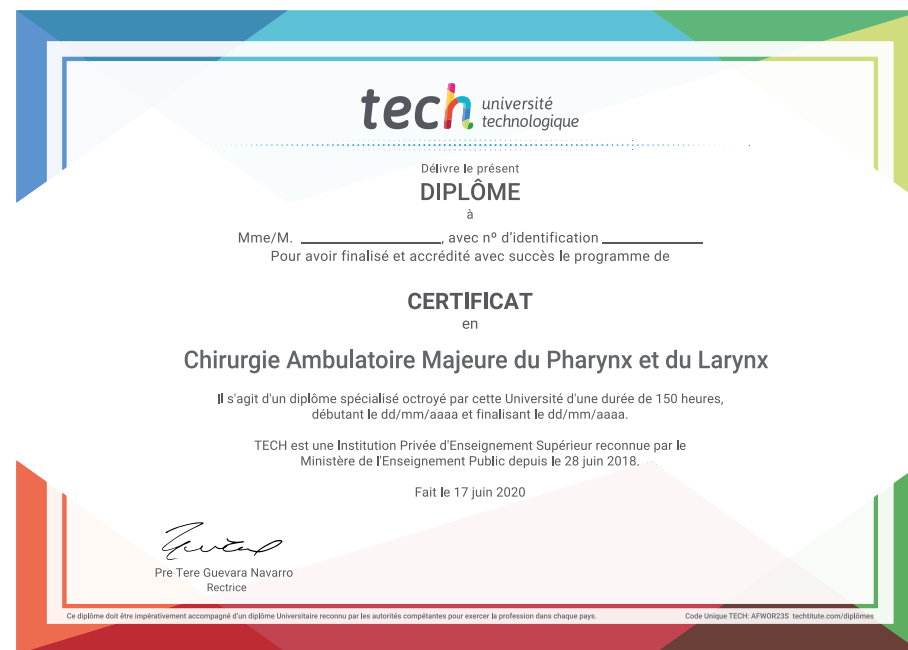 tech université
technologique
Délivre le présent
DIPLÔME
à
Mme/M. ____________________, avec nº d'identification ______________
Pour avoir finalisé et accrédité avec succès le programme de
CERTIFICAT
en
Chirurgie Ambulatoire Majeure du Pharynx et du Larynx
Il s'agit d'un diplôme spécialisé octroyé par cette Université d'une durée de 150 heures,
débutant le dd/mm/aaaa et finalisant le dd/mm/aaaa.
TECH est une Institution Privée d'Enseignement Supérieur reconnue par le
Ministère de l'Enseignement Public depuis le 28 juin 2018.
Fait le 17 juin 2020
Pre Tere Guevara Navarro
Rectrice
Ce diplôme doit être impérativement accompagné d'un diplôme Universitaire reconnu par les autorités compétentes pour exercer la profession dans chaque pays.
Code Unique TECH: AFWOR23S techtitute.com/diplômes